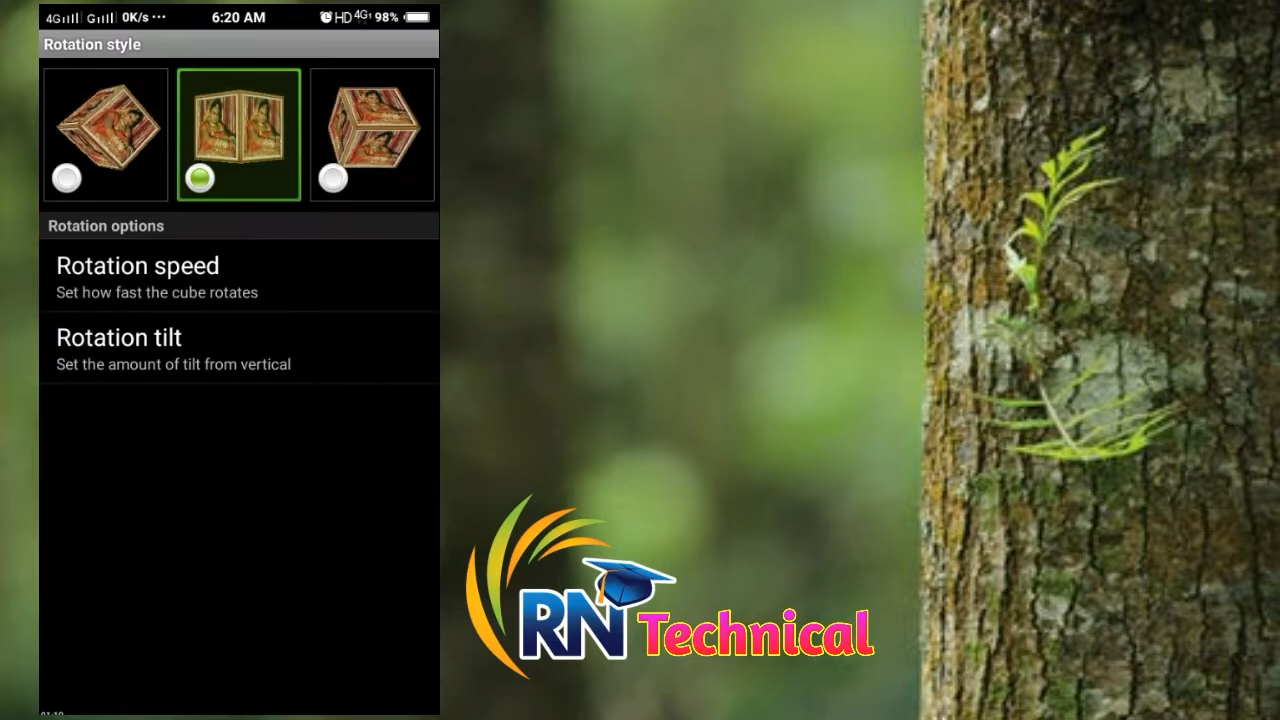 4G G 0K/s ··· 6:20 AM HD 4G 98%
Rotation style
Rotation options
Rotation speed
Set how fast the cube rotates
Rotation tilt
Set the amount of tilt from vertical
RN Technical